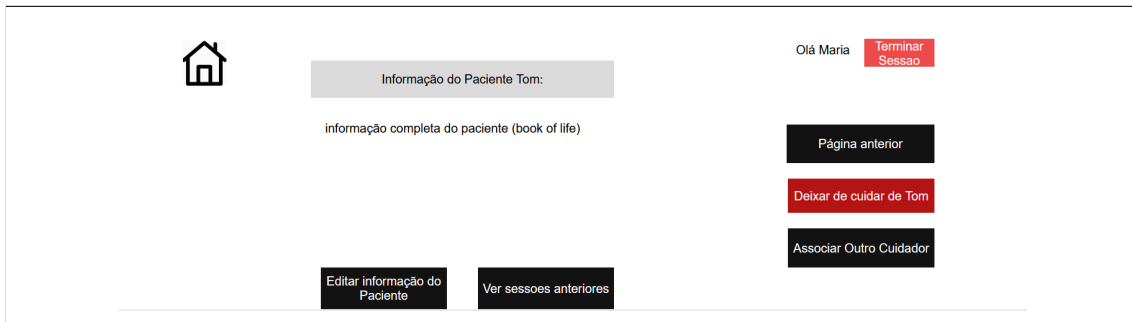 Olá Maria
Terminar
Sessao
Informação do Paciente Tom:
informação completa do paciente (book of life)
Página anterior
Deixar de cuidar de Tom
Associar Outro Cuidador
Editar informação do
Paciente
Ver sessoes anteriores